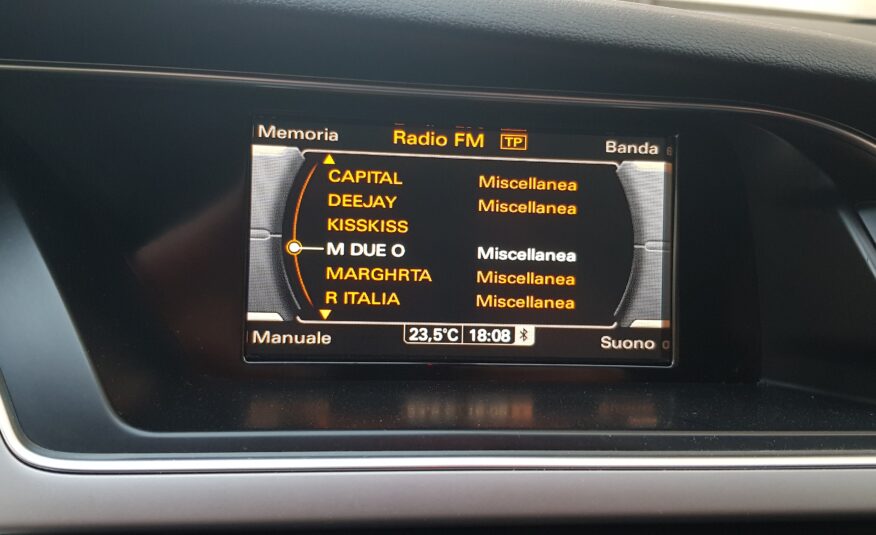 Memoria Radio FM TP Banda
CAPITAL Miscellanea
DEEJAY Miscellanea
KISSKISS
M DUE O Miscellanea
MARGHRTA Miscellanea
R ITALIA Miscellanea
Manuale 23,5°C 18:08 Suono